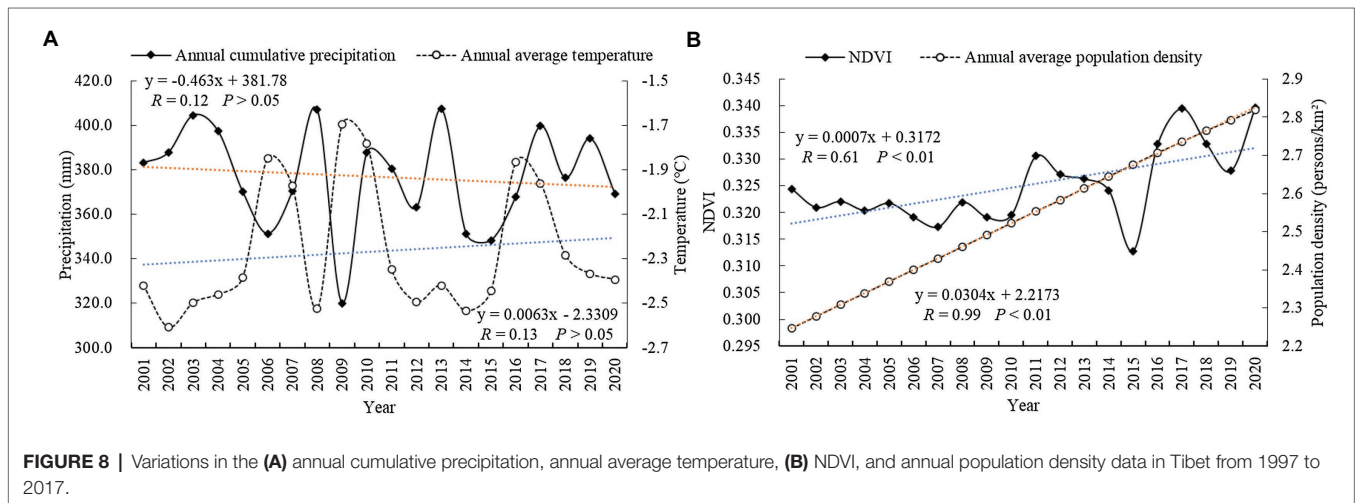 A
Annual cumulative precipitation
Annual average temperature
420.0
400.0
380.0
360.0
340.0
320.0
300.0
Precipitation (mm)
y = -0.463x + 381.78
R = 0.12 P > 0.05
-1.5
-1.7
-1.9
-2.1
-2.3
-2.5
-2.7
Temperature (°C)
y = 0.0063x - 2.3309
R = 0.13 P > 0.05
2001 2002 2003 2004 2005 2006 2007 2008 2009 2010 2011 2012 2013 2014 2015 2016 2017 2018 2019 2020
Year
B
NDVI
Annual average population density
0.345
0.340
0.335
0.330
0.325
0.320
0.315
0.310
0.305
0.300
0.295
NDVI
y = 0.0007x + 0.3172
R = 0.61 P < 0.01
2.9
2.8
2.7
2.6
2.5
2.4
2.3
2.2
Population density (persons/km²)
y = 0.0304x + 2.2173
R = 0.99 P < 0.01
2001 2002 2003 2004 2005 2006 2007 2008 2009 2010 2011 2012 2013 2014 2015 2016 2017 2018 2019 2020
Year
FIGURE 8 | Variations in the (A) annual cumulative precipitation, annual average temperature, (B) NDVI, and annual population density data in Tibet from 1997 to
2017.